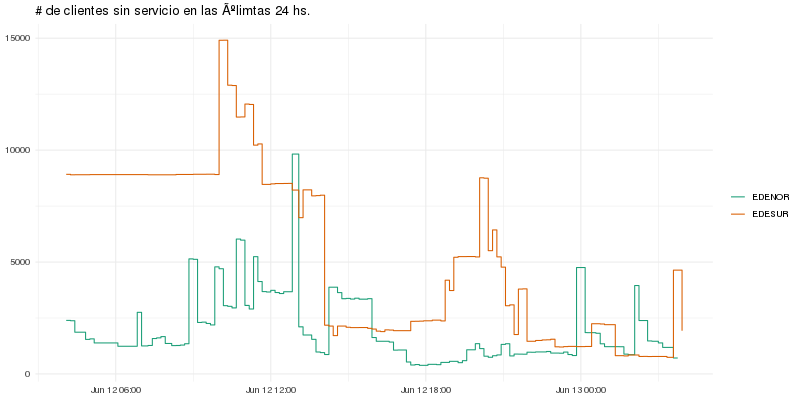 # de clientes sin servicio en las Ãºlimtas 24 hs.
15000
10000
5000
0
Jun 12 06:00
Jun 12 12:00
Jun 12 18:00
Jun 13 00:00
EDENOR
EDESUR